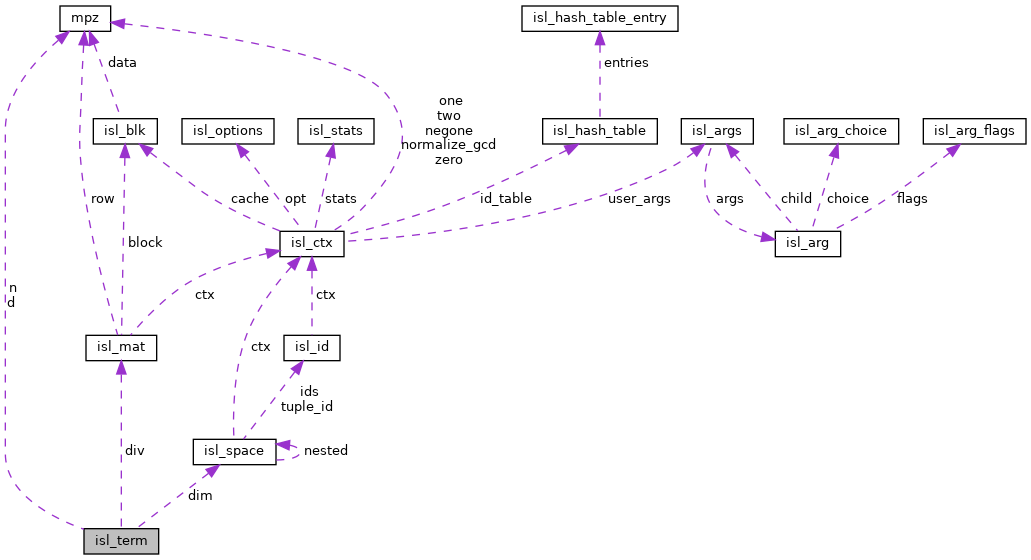 mpz
isl_hash_table_entry
data
entries
one
two
negone
normalize_gcd
zero
isl_blk
isl_options
isl_stats
isl_hash_table
isl_args
isl_arg_choice
isl_arg_flags
row
cache
opt
stats
id_table
user_args
args
child
choice
flags
block
isl_ctx
isl_arg
n
d
ctx
ctx
isl_mat
ctx
isl_id
ids
tuple_id
div
isl_space
nested
dim
isl_term